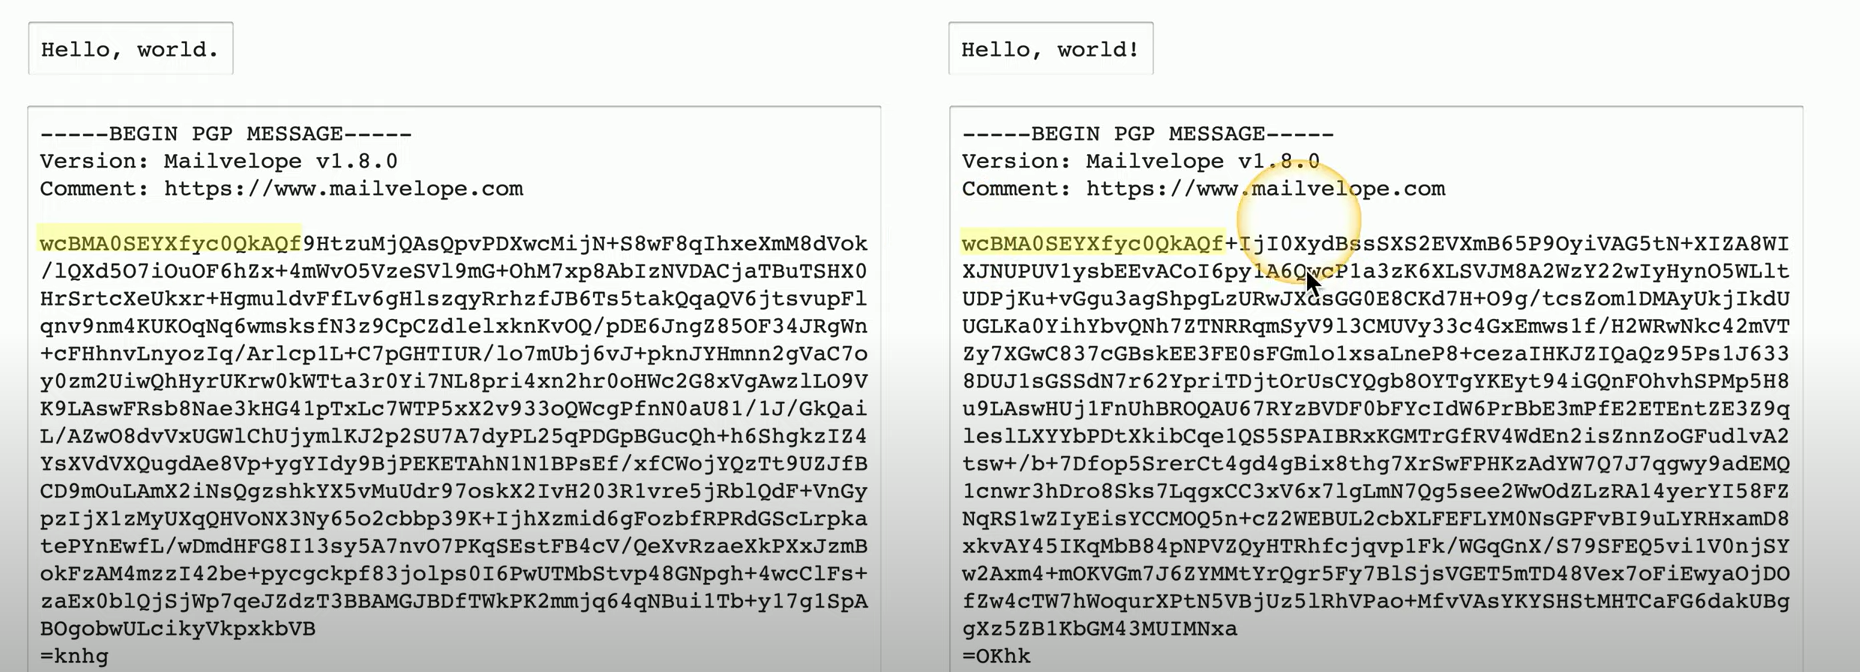 Hello, world.
-----BEGIN PGP MESSAGE-----
Version: Mailvelope v1.8.0
Comment: https://www.mailvelope.com
wcBMA0SEYXfyc0QkAQf9HtzuMjQAsQpvPDXwcMijN+S8wF8qIhxeXmM8dVok
/lQXd5O7iOuOF6hZx+4mWvO5VzeSVl9mG+OhM7xp8AbIzNVDACjaTBuTSHX0
HrSrtcXeUkxr+HgmuldvFfLv6gHlszqyRrhzfJB6Ts5takQqaQV6jtsvupFl
qnv9nm4KUKOqNq6wmsksfN3z9CpCZdlelxknKvOQ/pDE6JngZ85OF34JRgWn
+cFHhnvLnyozIq/Arlcp1L+C7pGHTIUR/lo7mUbj6vJ+pknJYHmnn2gVaC7o
y0zm2UiwQhHyrUKrw0kWTta3r0Yi7NL8pri4xn2hr0oHWc2G8xVgAwzlLO9V
K9LAswFRsb8Nae3kHG41pTxLc7WTP5xX2v933oQWcgPfnN0aU81/1J/GkQai
L/AZwO8dvVxUGWlChUjymlKJ2p2SU7A7dyPL25qPDGpBGucQh+h6ShgkzIZ4
YsXVdVXQugdAe8Vp+ygYIdy9BjPEKETAhN1N1BPsEf/xfCWojYQzTt9UZJfB
CD9mOuLAmX2iNsQgzshkYX5vMuUdr97oskX2IvH203R1vre5jRblQdF+VnGy
pzIjX1zMyUXqQHVoNX3Ny65o2cbbp39K+IjhXzmid6gFozbfRPRdGScLrpka
tePYnEwfL/wDmdHFG8I13sy5A7nvO7PKqSEstFB4cV/QeXvRzaeXkPXxJzmB
okFzAM4mzzI42be+pycgckpf83jolps0I6PwUTMbStvp48GNpgh+4wcClFs+
zaEx0blQjSjWp7qeJZdzT3BBAMGJBDfTWkPK2mmjq64qNBui1Tb+y17g1SpA
BOgobwULcikyVkpxkbVB
=knhg
Hello, world!
-----BEGIN PGP MESSAGE-----
Version: Mailvelope v1.8.0
Comment: https://www.mailvelope.com
wcBMA0SEYXfyc0QkAQf+IjI0XydBssSXS2EVXmB65P9OyiVAG5tN+XIZA8WI
XJNUPUV1ysbEEvACoI6py1A6QwcP1a3zK6XLSVJM8A2WzY22wIyHynO5WLlt
UDPjKu+vGgu3agShpgLzURwJXdsGG0E8CKd7H+O9g/tcsZom1DMAyUkjIkdU
UGLKa0YihYbvQNh7ZTNRRqmSyV9l3CMUVy33c4GxEmws1f/H2WRwNkc42mVT
Zy7XGwC837cGBskEE3FE0sFGmlo1xsaLneP8+cezaIHKJZIQaQz95Ps1J633
8DUJ1sGSSdN7r62YpriTDjtOrUsCYQgb8OYTgYKEyt94iGQnFOhvhSPMp5H8
u9LAswHUj1FnUhBROQAU67RYzBVDF0bFYcIdW6PrBbE3mPfE2ETEntZE3Z9q
leslLXYYbPDtXkibCqe1QS5SPAIBRxKGMTrGfRV4WdEn2isZnnZoGFudlvA2
tsw+/b+7Dfop5SrerCt4gd4gBix8thg7XrSwFPHKzAdYW7Q7J7qgwy9adEMQ
1cnwr3hDro8Sks7LqgxCC3xV6x7lgLmN7Qg5see2WwOdZLzRA14yerYI58FZ
NqRS1wZIyEisYCCMOQ5n+cZ2WEBUL2cbXLFEFLYM0NsGPFvBI9uLYRHxamD8
xkvAY45IKqMbB84pNPVZQyHTRhfcjqvp1Fk/WGqGnX/S79SFEQ5vi1V0njSY
w2Axm4+mOKVGm7J6ZYMMtYrQgr5Fy7BlSjsVGET5mTD48Vex7oFiEwyaOjDO
fZw4cTW7hWoqurXPtN5VBjUz5lRhVPao+MfvVAsYKYSHStMHTCaFG6dakUBg
gXz5ZB1KbGM43MUIMNxa
=OKhk